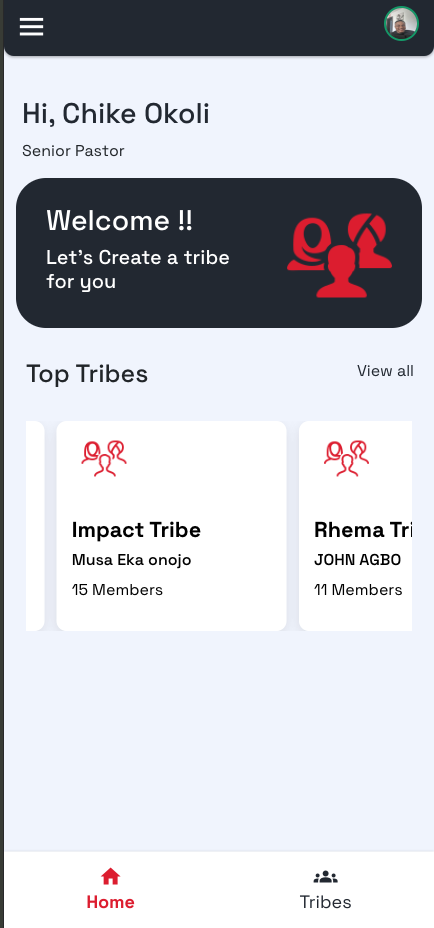 Hi, Chike Okoli
Senior Pastor
Welcome !!
Let's Create a tribe
for you
Top Tribes
View all
Impact Tribe
Musa Eka onojo
15 Members
Rhema Tri
JOHN AGBO
11 Members
Home
Tribes